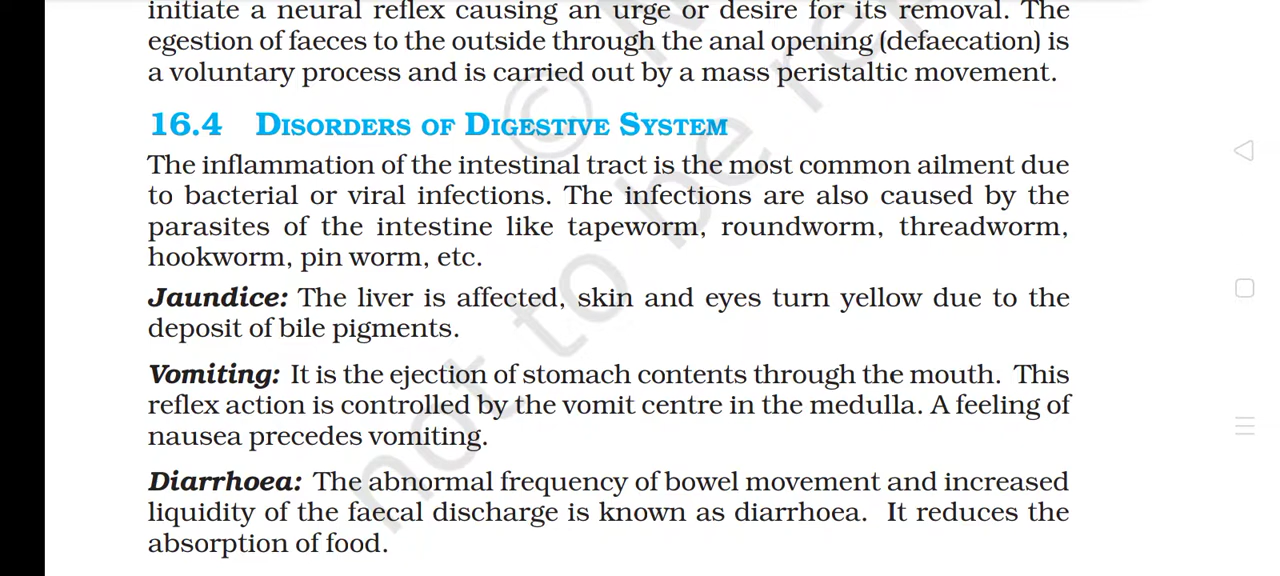 initiate a neural reflex causing an urge or desire for its removal. The
egestion of faeces to the outside through the anal opening (defaecation) is
a voluntary process and is carried out by a mass peristaltic movement.
16.4 DISORDERS OF DIGESTIVE SYSTEM
The inflammation of the intestinal tract is the most common ailment due
to bacterial or viral infections. The infections are also caused by the
parasites of the intestine like tapeworm, roundworm, threadworm,
hookworm, pin worm, etc.
Jaundice: The liver is affected, skin and eyes turn yellow due to the
deposit of bile pigments.
Vomiting: It is the ejection of stomach contents through the mouth. This
reflex action is controlled by the vomit centre in the medulla. A feeling of
nausea precedes vomiting.
Diarrhoea: The abnormal frequency of bowel movement and increased
liquidity of the faecal discharge is known as diarrhoea. It reduces the
absorption of food.
© N
not to be re